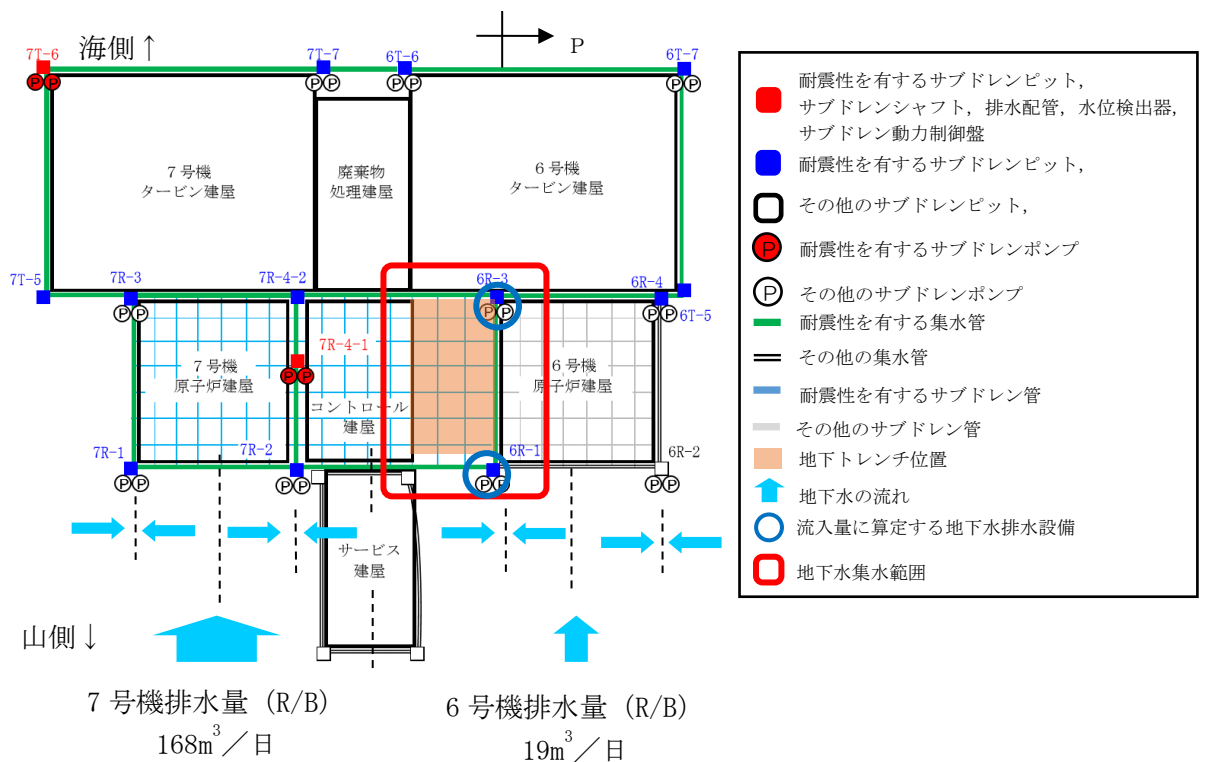 海側↑
P
7T-6
7T-7
6T-6
6T-7
P P
P P
P P
P P
7号機
タービン建屋
廃棄物
処理建屋
6号機
タービン建屋
7T-5
7R-3
7R-4-2
6R-3
6R-4
6T-5
P P
P P
P P
7R-4-1
P P
7号機
原子炉建屋
コントロール
建屋
6号機
原子炉建屋
7R-1
7R-2
6R-1
6R-2
P P
P P
P P
P P
サービス
建屋
山側↓
7号機排水量 (R/B)
168m³/日
6号機排水量 (R/B)
19m³/日
耐震性を有するサブドレンピット,
サブドレンシャフト, 排水配管, 水位検出器,
サブドレン動力制御盤
耐震性を有するサブドレンピット,
その他のサブドレンピット,
P 耐震性を有するサブドレンポンプ
P その他のサブドレンポンプ
耐震性を有する集水管
その他の集水管
耐震性を有するサブドレン管
その他のサブドレン管
地下トレンチ位置
地下水の流れ
流入量に算定する地下水排水設備
地下水集水範囲